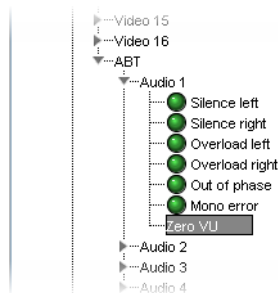 Video 15
Video 16
ABT
Audio 1
Silence left
Silence right
Overload left
Overload right
Out of phase
Mono error
Zero VU
Audio 2
Audio 3
Audio 4